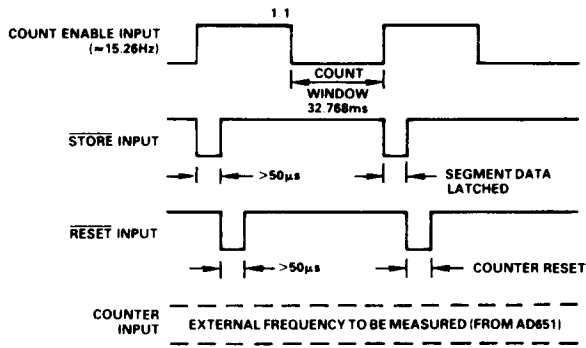 1 1
COUNT ENABLE INPUT
(≈15.26Hz)
COUNT
WINDOW
32.768ms
STORE INPUT
>50μs
SEGMENT DATA
LATCHED
RESET INPUT
>50μs
COUNTER RESET
COUNTER
INPUT
EXTERNAL FREQUENCY TO BE MEASURED (FROM AD651)